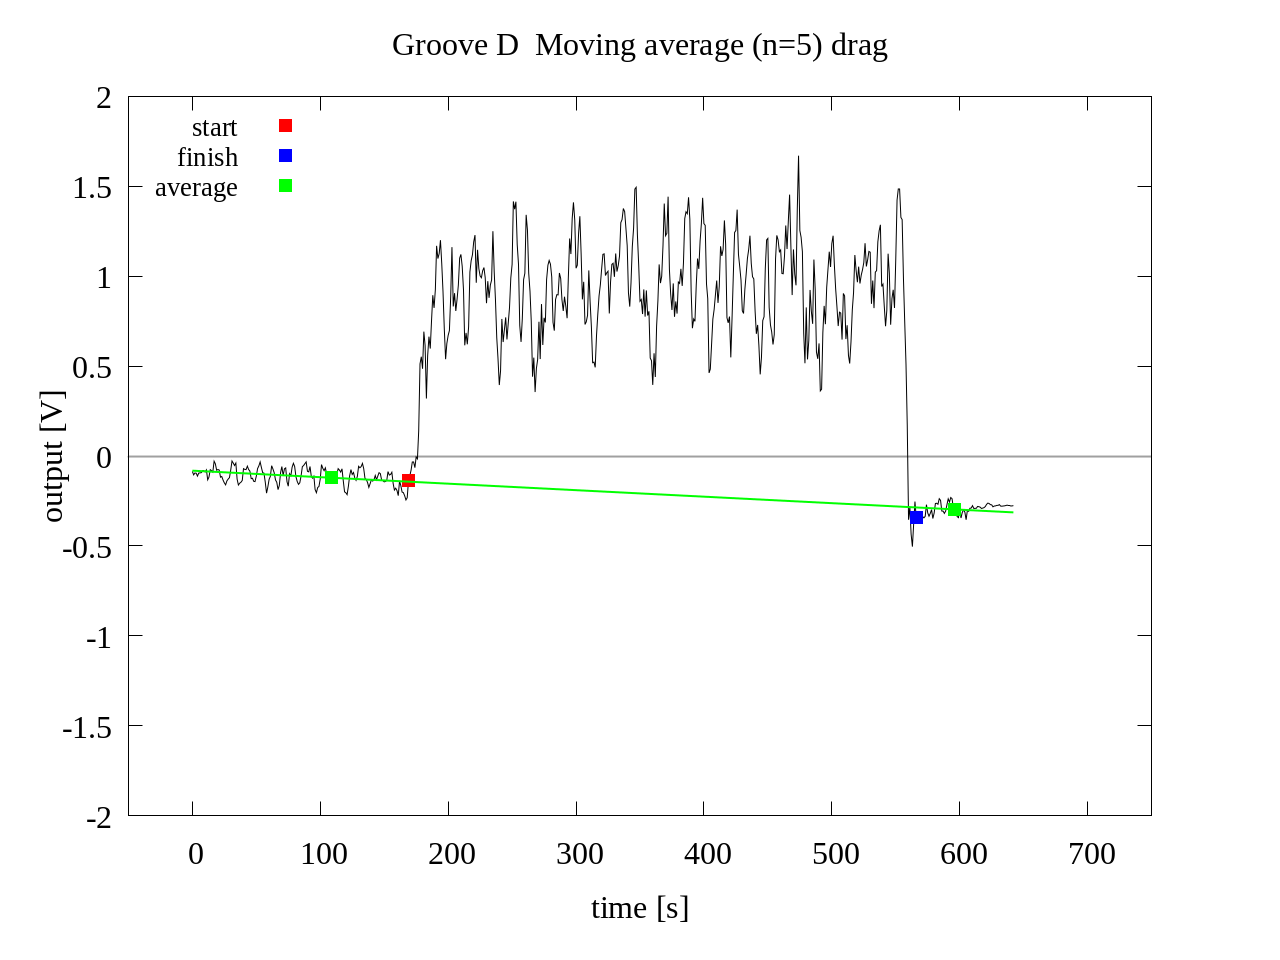 Groove D  Moving average (n=5) drag
start
finish
average
2
1.5
1
0.5
0
-0.5
-1
-1.5
-2
output [V]
0 100 200 300 400 500 600 700
time [s]